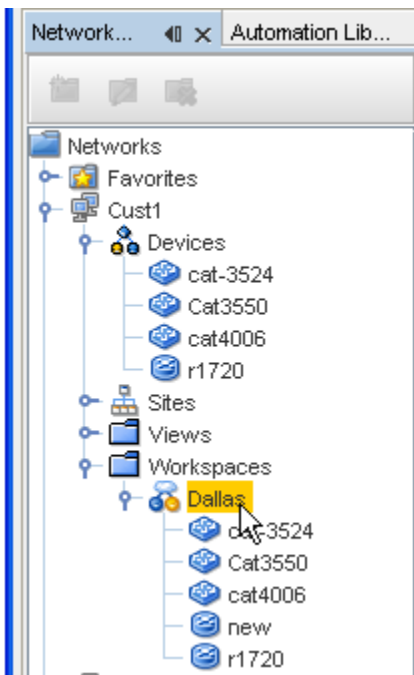 Network... Automation Lib...
Networks
Favorites
Cust1
Devices
cat-3524
Cat3550
cat4006
r1720
Sites
Views
Workspaces
Dallas
cat-3524
Cat3550
cat4006
new
r1720